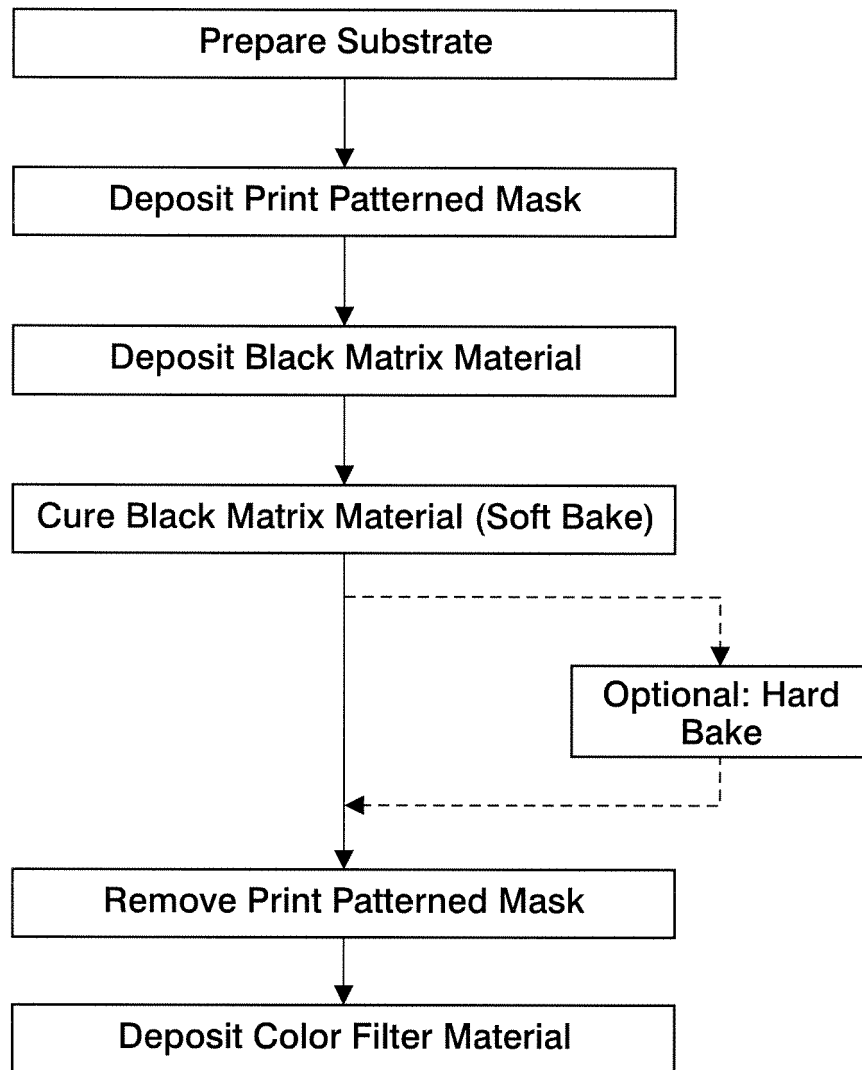 Prepare Substrate
Deposit Print Patterned Mask
Deposit Black Matrix Material
Cure Black Matrix Material (Soft Bake)
Optional: Hard
Bake
Remove Print Patterned Mask
Deposit Color Filter Material